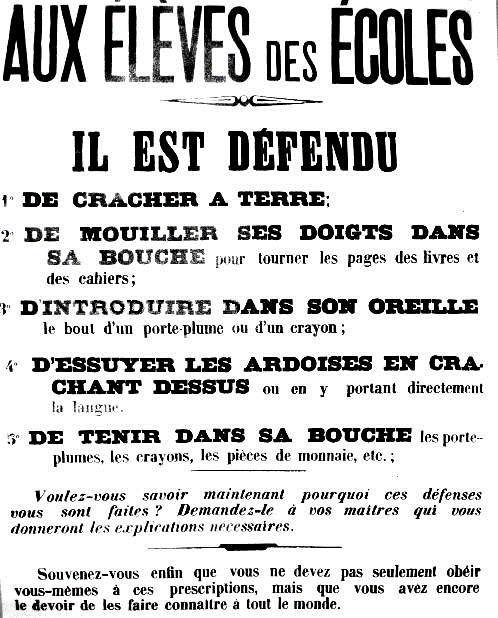 AUX ÉLÈVES DES ÉCOLES
IL EST DÉFENDU
1° DE CRACHER A TERRE;
2° DE MOUILLER SES DOIGTS DANS
SA BOUCHE pour tourner les pages des livres et
des cahiers;
3° D'INTRODUIRE DANS SON OREILLE
le bout d'un porte-plume ou d'un crayon;
4° D'ESSUYER LES ARDOISES EN CRA-
CHANT DESSUS ou en y portant directement
la langue.
5° DE TENIR DANS SA BOUCHE les porte-
plumes, les crayons, les pièces de monnaie, etc.;
Voulez-vous savoir maintenant pourquoi ces défenses
vous sont faites? Demandez-le à vos maitres qui vous
donneront les explications nécessaires.
Souvenez-vous enfin que vous ne devez pas seulement obéir
vous-mêmes à ces prescriptions, mais que vous avez encore
le devoir de les faire connaître à tout le monde.